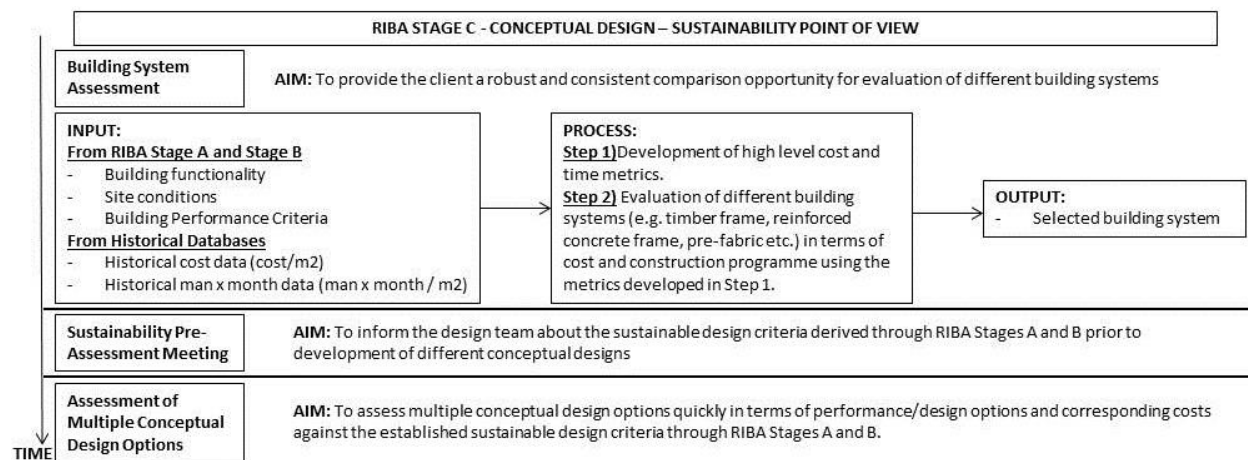 RIBA STAGE C - CONCEPTUAL DESIGN – SUSTAINABILITY POINT OF VIEW
Building System
Assessment
AIM: To provide the client a robust and consistent comparison opportunity for evaluation of different building systems
INPUT:
From RIBA Stage A and Stage B
- Building functionality
- Site conditions
- Building Performance Criteria
From Historical Databases
- Historical cost data (cost/m2)
- Historical man x month data (man x month / m2)
PROCESS:
Step 1)Development of high level cost and
time metrics.
Step 2) Evaluation of different building
systems (e.g. timber frame, reinforced
concrete frame, pre-fabric etc.) in terms of
cost and construction programme using the
metrics developed in Step 1.
OUTPUT:
- Selected building system
Sustainability Pre-
Assessment Meeting
AIM: To inform the design team about the sustainable design criteria derived through RIBA Stages A and B prior to
development of different conceptual designs
Assessment of
Multiple Conceptual
Design Options
AIM: To assess multiple conceptual design options quickly in terms of performance/design options and corresponding costs
against the established sustainable design criteria through RIBA Stages A and B.
TIME